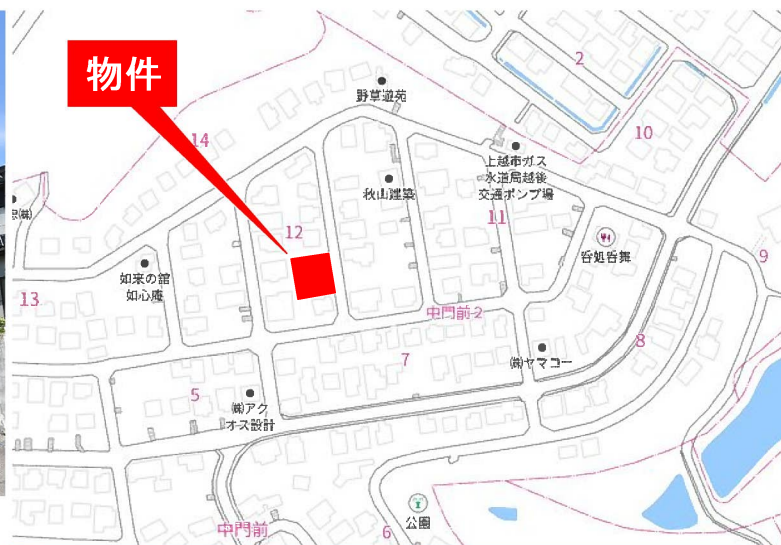 物件
2
野草遊苑
10
14
上越市ガス
水道局越後
交通ポンプ場
秋山建築
11
12
呑処呑舞
9
如来の舘
如心庵
13
中門前2
8
7
㈱ヤマコー
5
㈱アク
オス設計
公園
中門前
6